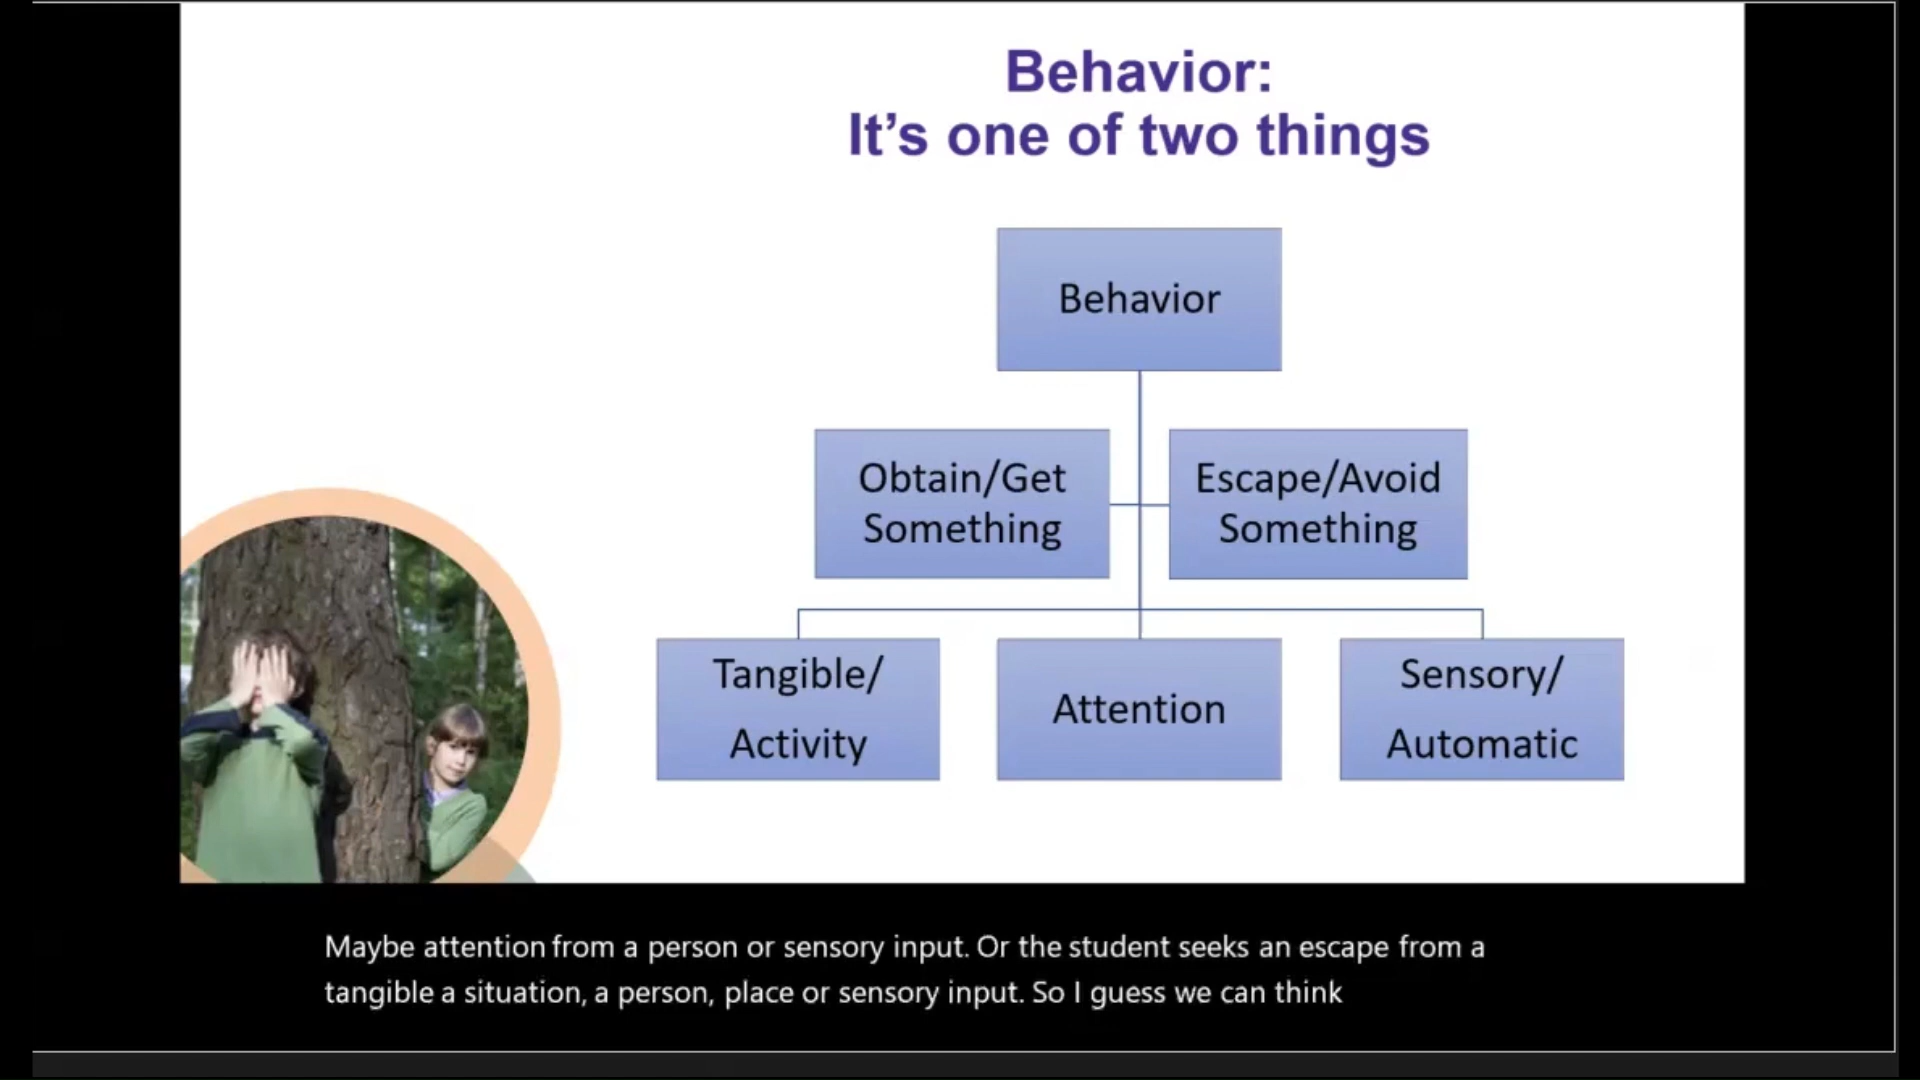 Behavior:
It’s one of two things
Behavior
Obtain/Get
Something
Escape/Avoid
Something
Tangible/
Activity
Attention
Sensory/
Automatic
Maybe attention from a person or sensory input. Or the student seeks an escape from a
tangible a situation, a person, place or sensory input. So I guess we can think